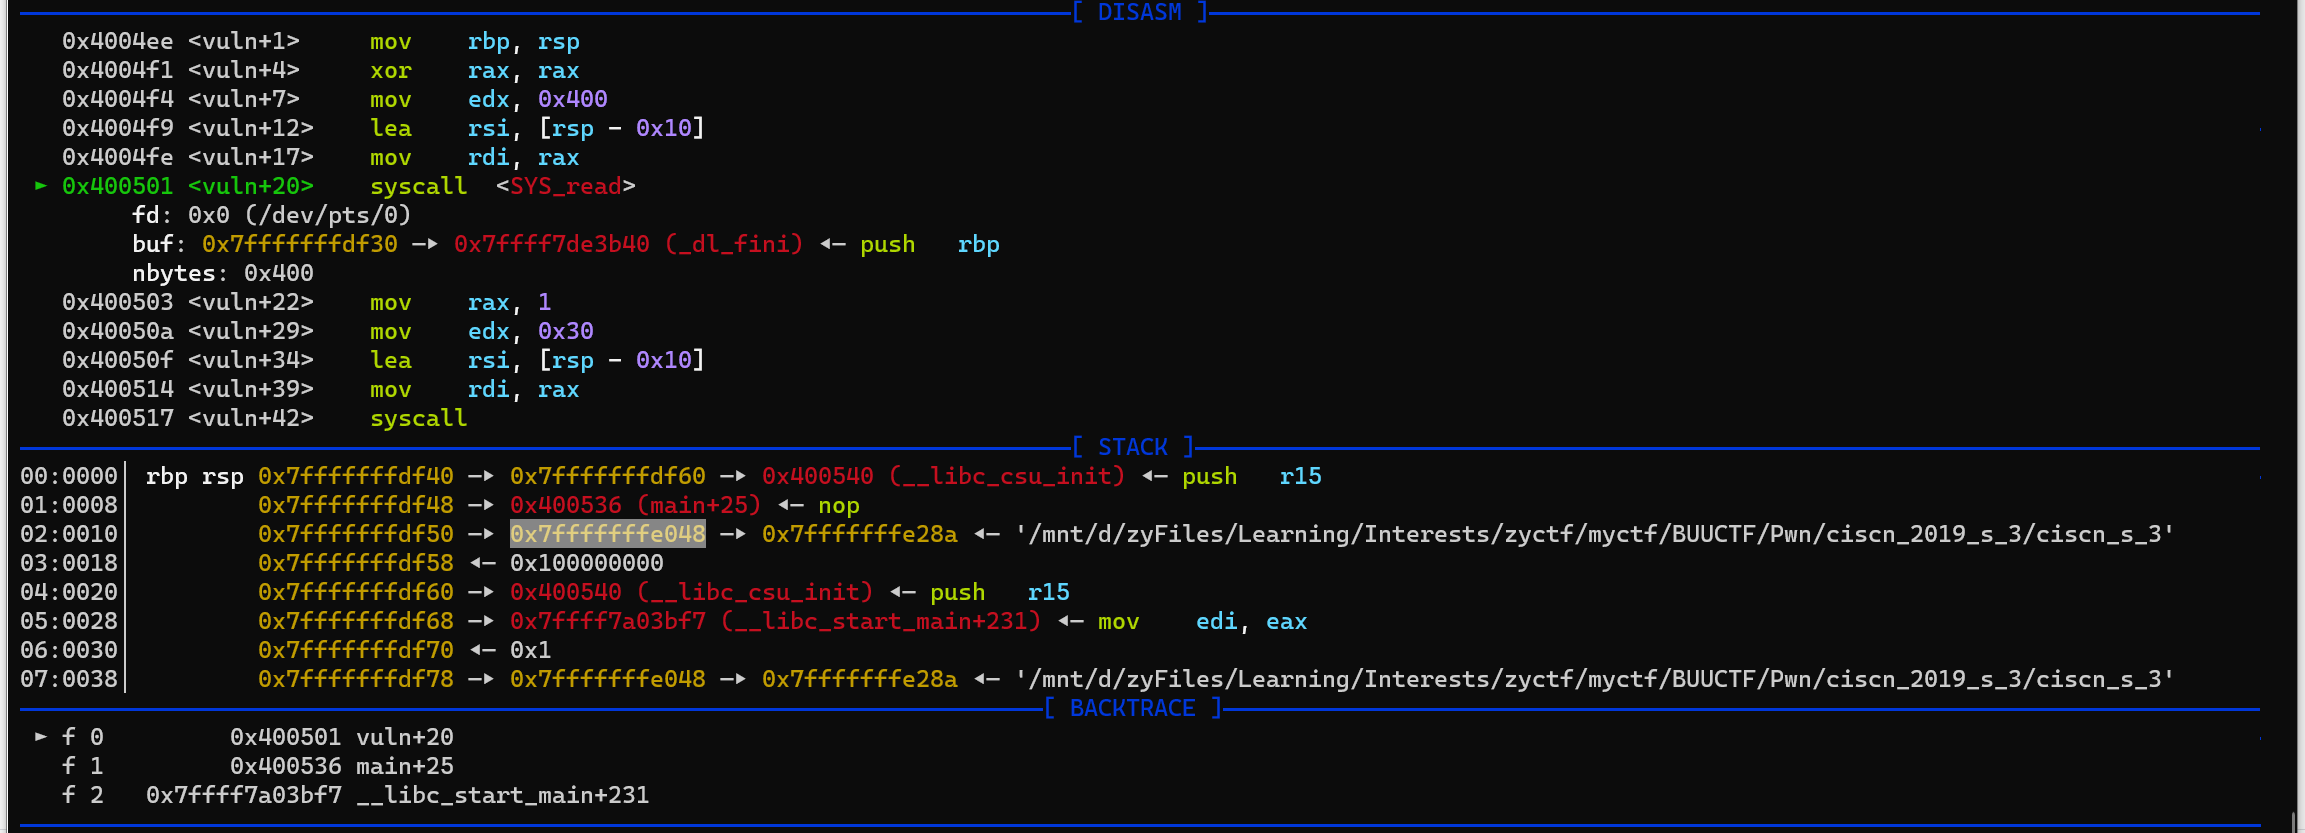 [ DISASM ]
0x4004ee <vuln+1>     mov    rbp, rsp
0x4004f1 <vuln+4>     xor    rax, rax
0x4004f4 <vuln+7>     mov    edx, 0x400
0x4004f9 <vuln+12>    lea    rsi, [rsp - 0x10]
0x4004fe <vuln+17>    mov    rdi, rax
► 0x400501 <vuln+20>    syscall  <SYS_read>
fd: 0x0 (/dev/pts/0)
buf: 0x7fffffffdf30 —▸ 0x7ffff7de3b40 (_dl_fini) ◂— push   rbp
nbytes: 0x400
0x400503 <vuln+22>    mov    rax, 1
0x40050a <vuln+29>    mov    edx, 0x30
0x40050f <vuln+34>    lea    rsi, [rsp - 0x10]
0x400514 <vuln+39>    mov    rdi, rax
0x400517 <vuln+42>    syscall
[ STACK ]
00:0000│ rbp rsp 0x7fffffffdf40 —▸ 0x7fffffffdf60 —▸ 0x400540 (__libc_csu_init) ◂— push   r15
01:0008│         0x7fffffffdf48 —▸ 0x400536 (main+25) ◂— nop
02:0010│         0x7fffffffdf50 —▸ 0x7fffffffe048 —▸ 0x7fffffffe28a ◂— '/mnt/d/zyFiles/Learning/Interests/zyctf/myctf/BUUCTF/Pwn/ciscn_2019_s_3/ciscn_s_3'
03:0018│         0x7fffffffdf58 ◂— 0x100000000
04:0020│         0x7fffffffdf60 —▸ 0x400540 (__libc_csu_init) ◂— push   r15
05:0028│         0x7fffffffdf68 —▸ 0x7ffff7a03bf7 (__libc_start_main+231) ◂— mov    edi, eax
06:0030│         0x7fffffffdf70 ◂— 0x1
07:0038│         0x7fffffffdf78 —▸ 0x7fffffffe048 —▸ 0x7fffffffe28a ◂— '/mnt/d/zyFiles/Learning/Interests/zyctf/myctf/BUUCTF/Pwn/ciscn_2019_s_3/ciscn_s_3'
[ BACKTRACE ]
► f 0         0x400501 vuln+20
f 1         0x400536 main+25
f 2   0x7ffff7a03bf7 __libc_start_main+231